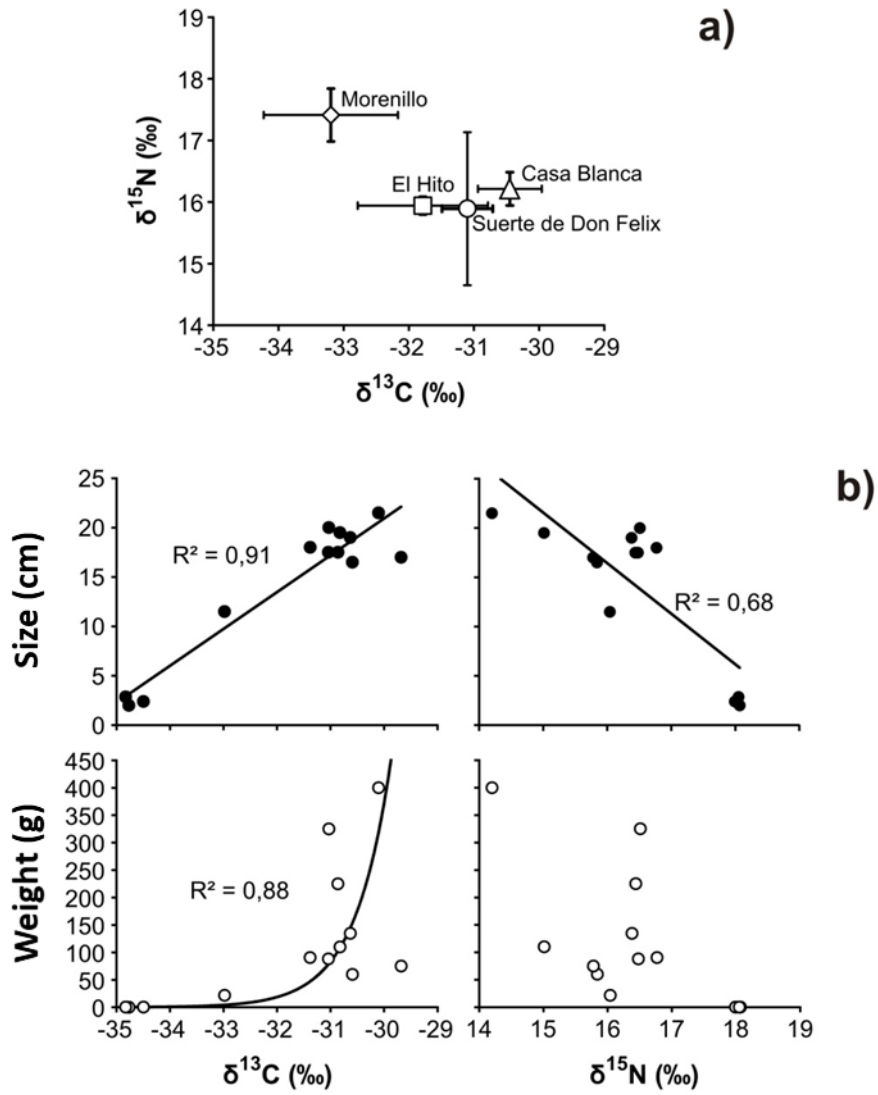 a)
19
18
17
16
15
14
δ¹⁵N (‰)
Morenillo
El Hito
Casa Blanca
Suerte de Don Felix
-35 -34 -33 -32 -31 -30 -29
δ¹³C (‰)
b)
25
20
15
10
5
0
Size (cm)
R² = 0,91
R² = 0,68
450
400
350
300
250
200
150
100
50
0
Weight (g)
R² = 0,88
-35 -34 -33 -32 -31 -30 -29
14 15 16 17 18 19
δ¹³C (‰)
δ¹⁵N (‰)